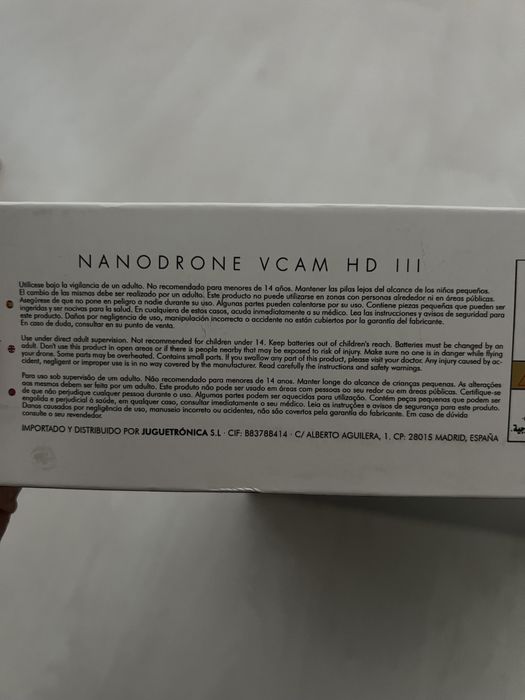 NANODRONE VCAM HD III
Utilícese bajo la vigilancia de un adulto. No recomendado para menores de 14 años. Mantener las pilas lejos del alcance de los niños pequeños.
El cambio de las mismas debe ser realizado por un adulto. Este producto no puede utilizarse en zonas con personas alrededor ni en áreas públicas.
Asegúrese de que no pone en peligro a nadie durante su uso. Algunas partes pueden calentarse por su uso. Contiene piezas pequeñas que pueden ser
ingeridas y ser nocivas para la salud. En cualquiera de estos casos, acuda inmediatamente a su médico. Lea las instrucciones y avisos de seguridad para
este producto. Daños por negligencia de uso, manipulación incorrecta o accidente no están cubiertos por la garantía del fabricante.
En caso de duda, consultar en su punto de venta.
Use under direct adult supervision. Not recommended for children under 14. Keep batteries out of children's reach. Batteries must be changed by an
adult. Don't use this product in open areas or if there is people nearby that may be exposed to risk of injury. Make sure no one is in danger while flying
your drone. Some parts may be overheated. Contains small parts. If you swallow any part of this product, please visit your doctor. Any injury caused by ac-
cident, negligent or improper use is in no way covered by the manufacturer. Read carefully the instructions and safety warnings.
Para uso sob supervisão de um adulto. Não recomendado para menores de 14 anos. Manter longe do alcance de crianças pequenas. As alterações
nas mesmas debem ser feita por um adulto. Este produto não pode ser usado em áreas com pessoas ao seu redor ou em áreas públicas. Certifique-se
de que não perjudique qualquer pessoa durante o uso. Algumas partes podem ser aquecidas para utilização. Contêm peças pequenas que podem ser
engolida e perjudicial à saúde, em qualquer caso, consultar imediatamente o seu médico. Leia as instruções e avisos de segurança para este produto.
Danos causados por negligência de uso, manuseio incorreto ou acidentes, não são covertos pela garantia do fabricante. Em caso de dúvida
consulte o seu revendedor.
IMPORTADO Y DISTRIBUIDO POR JUGUETRÓNICA S.L · CIF: B83788414 · C/ ALBERTO AGUILERA, 1. CP: 28015 MADRID, ESPAÑA